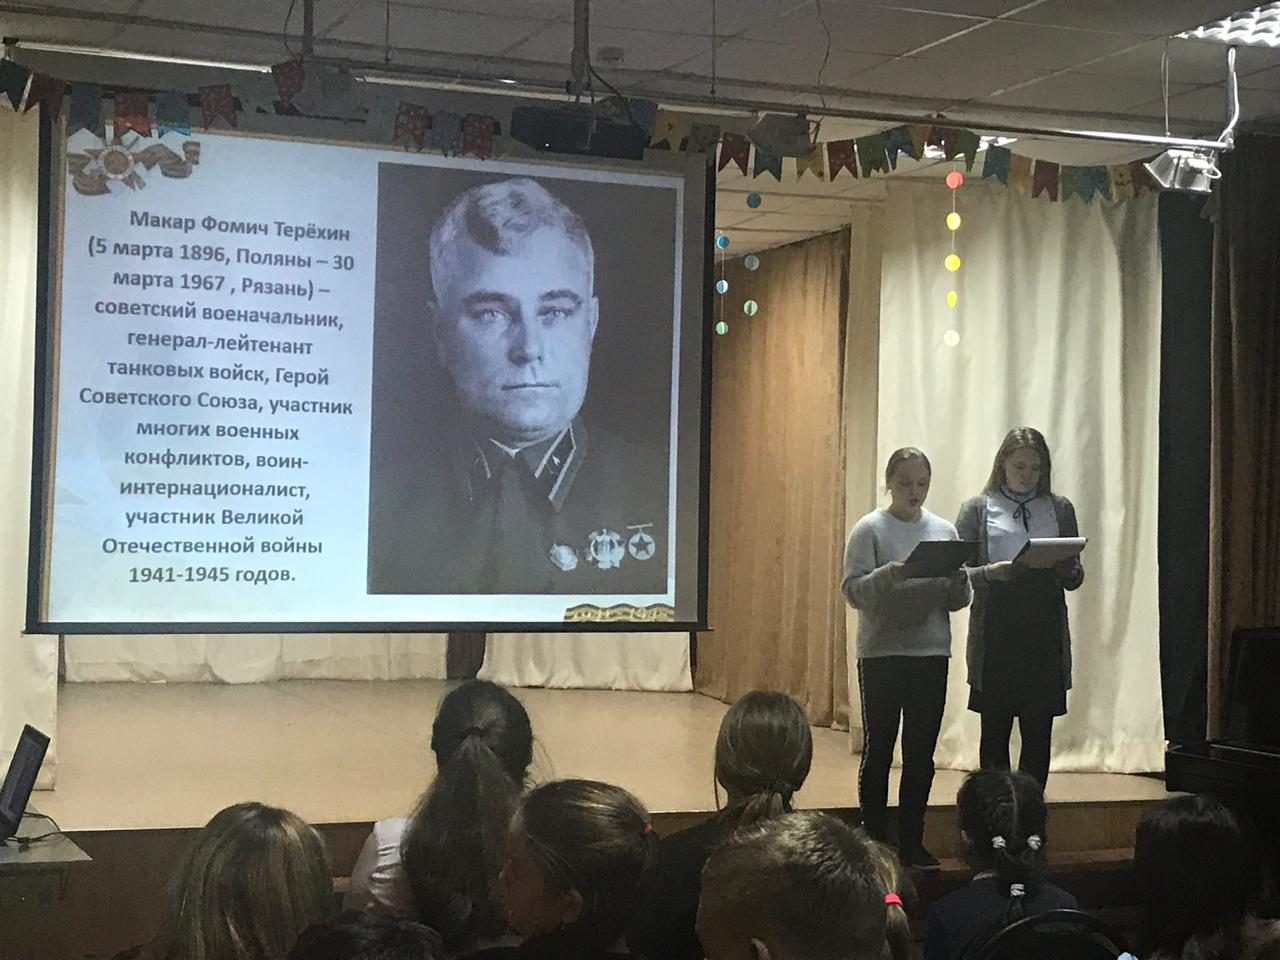 Макар Фомич Терёхин
(5 марта 1896, Поляны – 30
марта 1967 , Рязань) –
советский военачальник,
генерал-лейтенант
танковых войск, Герой
Советского Союза, участник
многих военных
конфликтов, воин-
интернационалист,
участник Великой
Отечественной войны
1941-1945 годов.